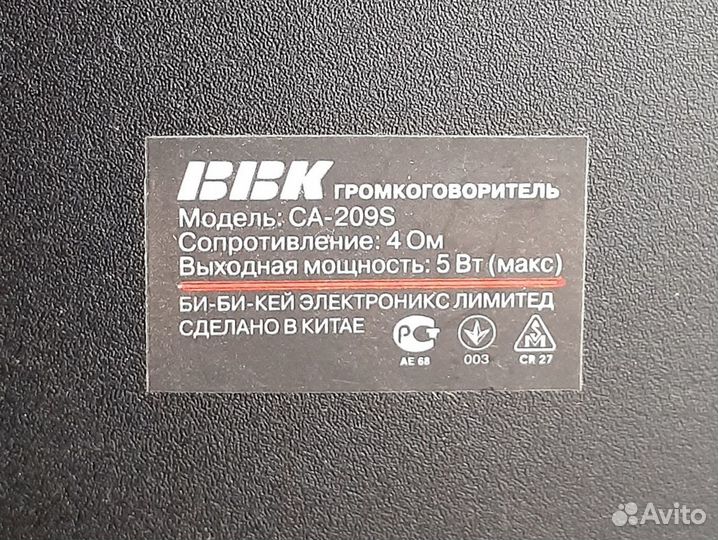 BBK ГРОМКОГОВОРИТЕЛЬ
Модель: CA-209S
Сопротивление: 4 Ом
Выходная мощность: 5 Вт (макс)
БИ-БИ-КЕЙ ЭЛЕКТРОНИКС ЛИМИТЕД
СДЕЛАНО В КИТАЕ
АЕ 68
003
CR 27
Avito